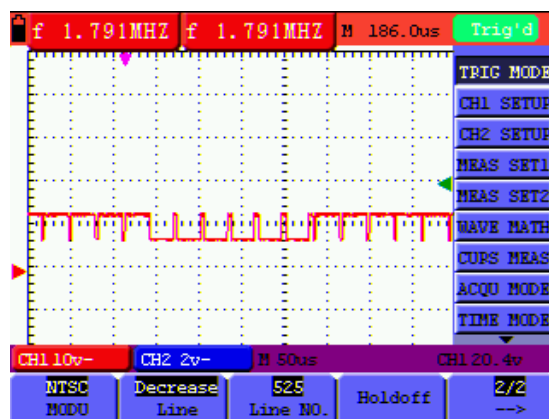 f 1.791MHZ f 1.791MHZ M 186.0us Trig'd
TRIG MODE
CH1 SETUP
CH2 SETUP
MEAS SET1
MEAS SET2
WAVE MATH
CUPS MEAS
ACQU MODE
TIME MODE
CH1 10v- CH2 2v- M 50us CH1 20.4v
NTSC Decrease 525 Holdoff 2/2
MODU Line Line NO. -->